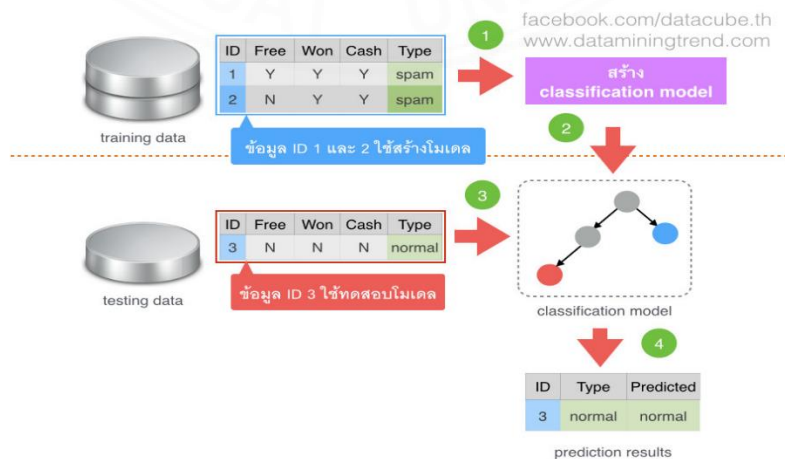 facebook.com/datacube.th
www.dataminingtrend.com
ID Free Won Cash Type
1 Y Y Y spam
2 N Y Y spam
training data
ข้อมูล ID 1 และ 2 ใช้สร้างโมเดล
1
สร้าง
classification model
2
ID Free Won Cash Type
3 N N N normal
testing data
ข้อมูล ID 3 ใช้ทดสอบโมเดล
3
classification model
4
ID Type Predicted
3 normal normal
prediction results